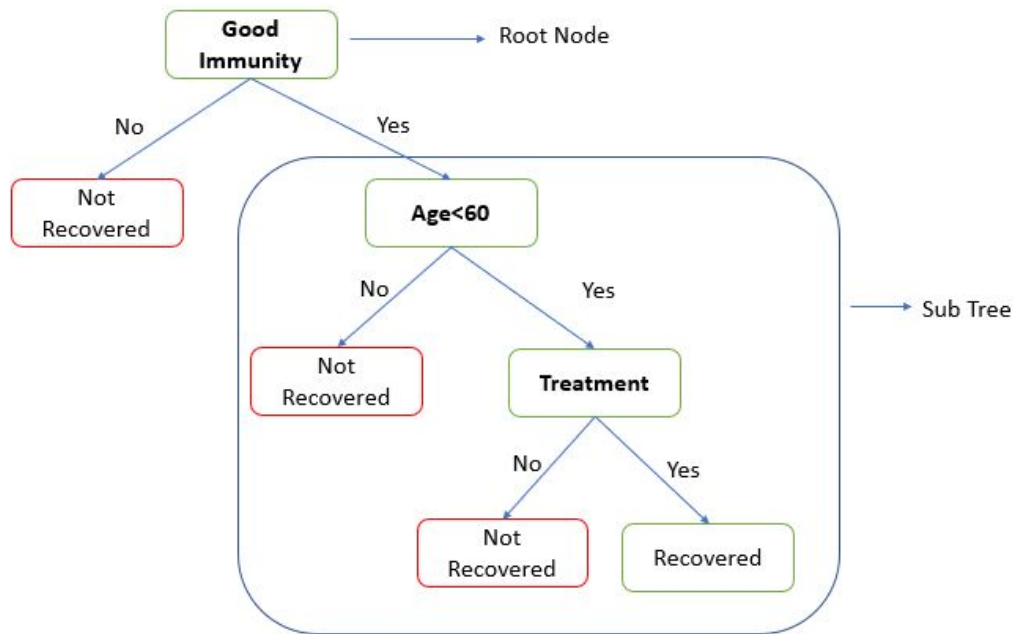 Good
Immunity
Root Node
No
Yes
Not
Recovered
Age<60
No
Yes
Sub Tree
Not
Recovered
Treatment
No
Yes
Not
Recovered
Recovered